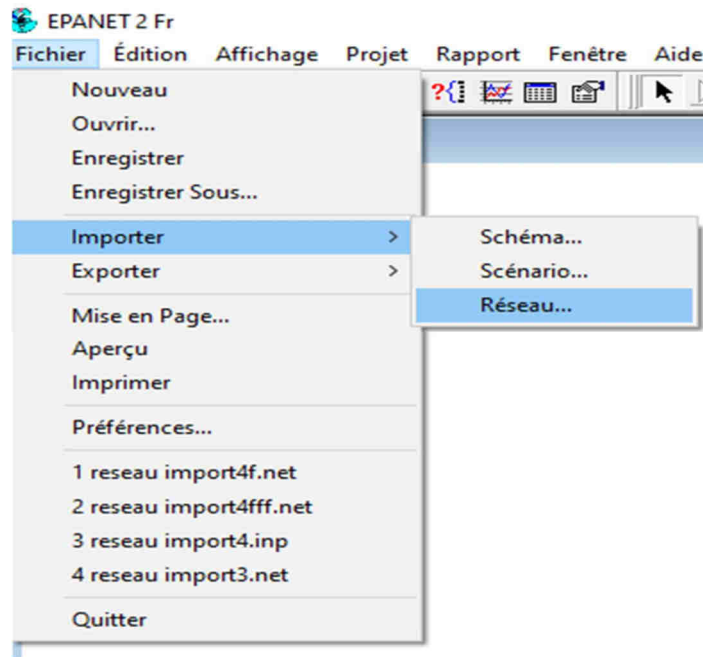 EPANET 2 Fr
Fichier Édition Affichage Projet Rapport Fenêtre Aide
Nouveau
Ouvrir...
Enregistrer
Enregistrer Sous...
Importer >
Schéma...
Exporter >
Scénario...
Réseau...
Mise en Page...
Aperçu
Imprimer
Préférences...
1 reseau import4f.net
2 reseau import4fff.net
3 reseau import4.inp
4 reseau import3.net
Quitter